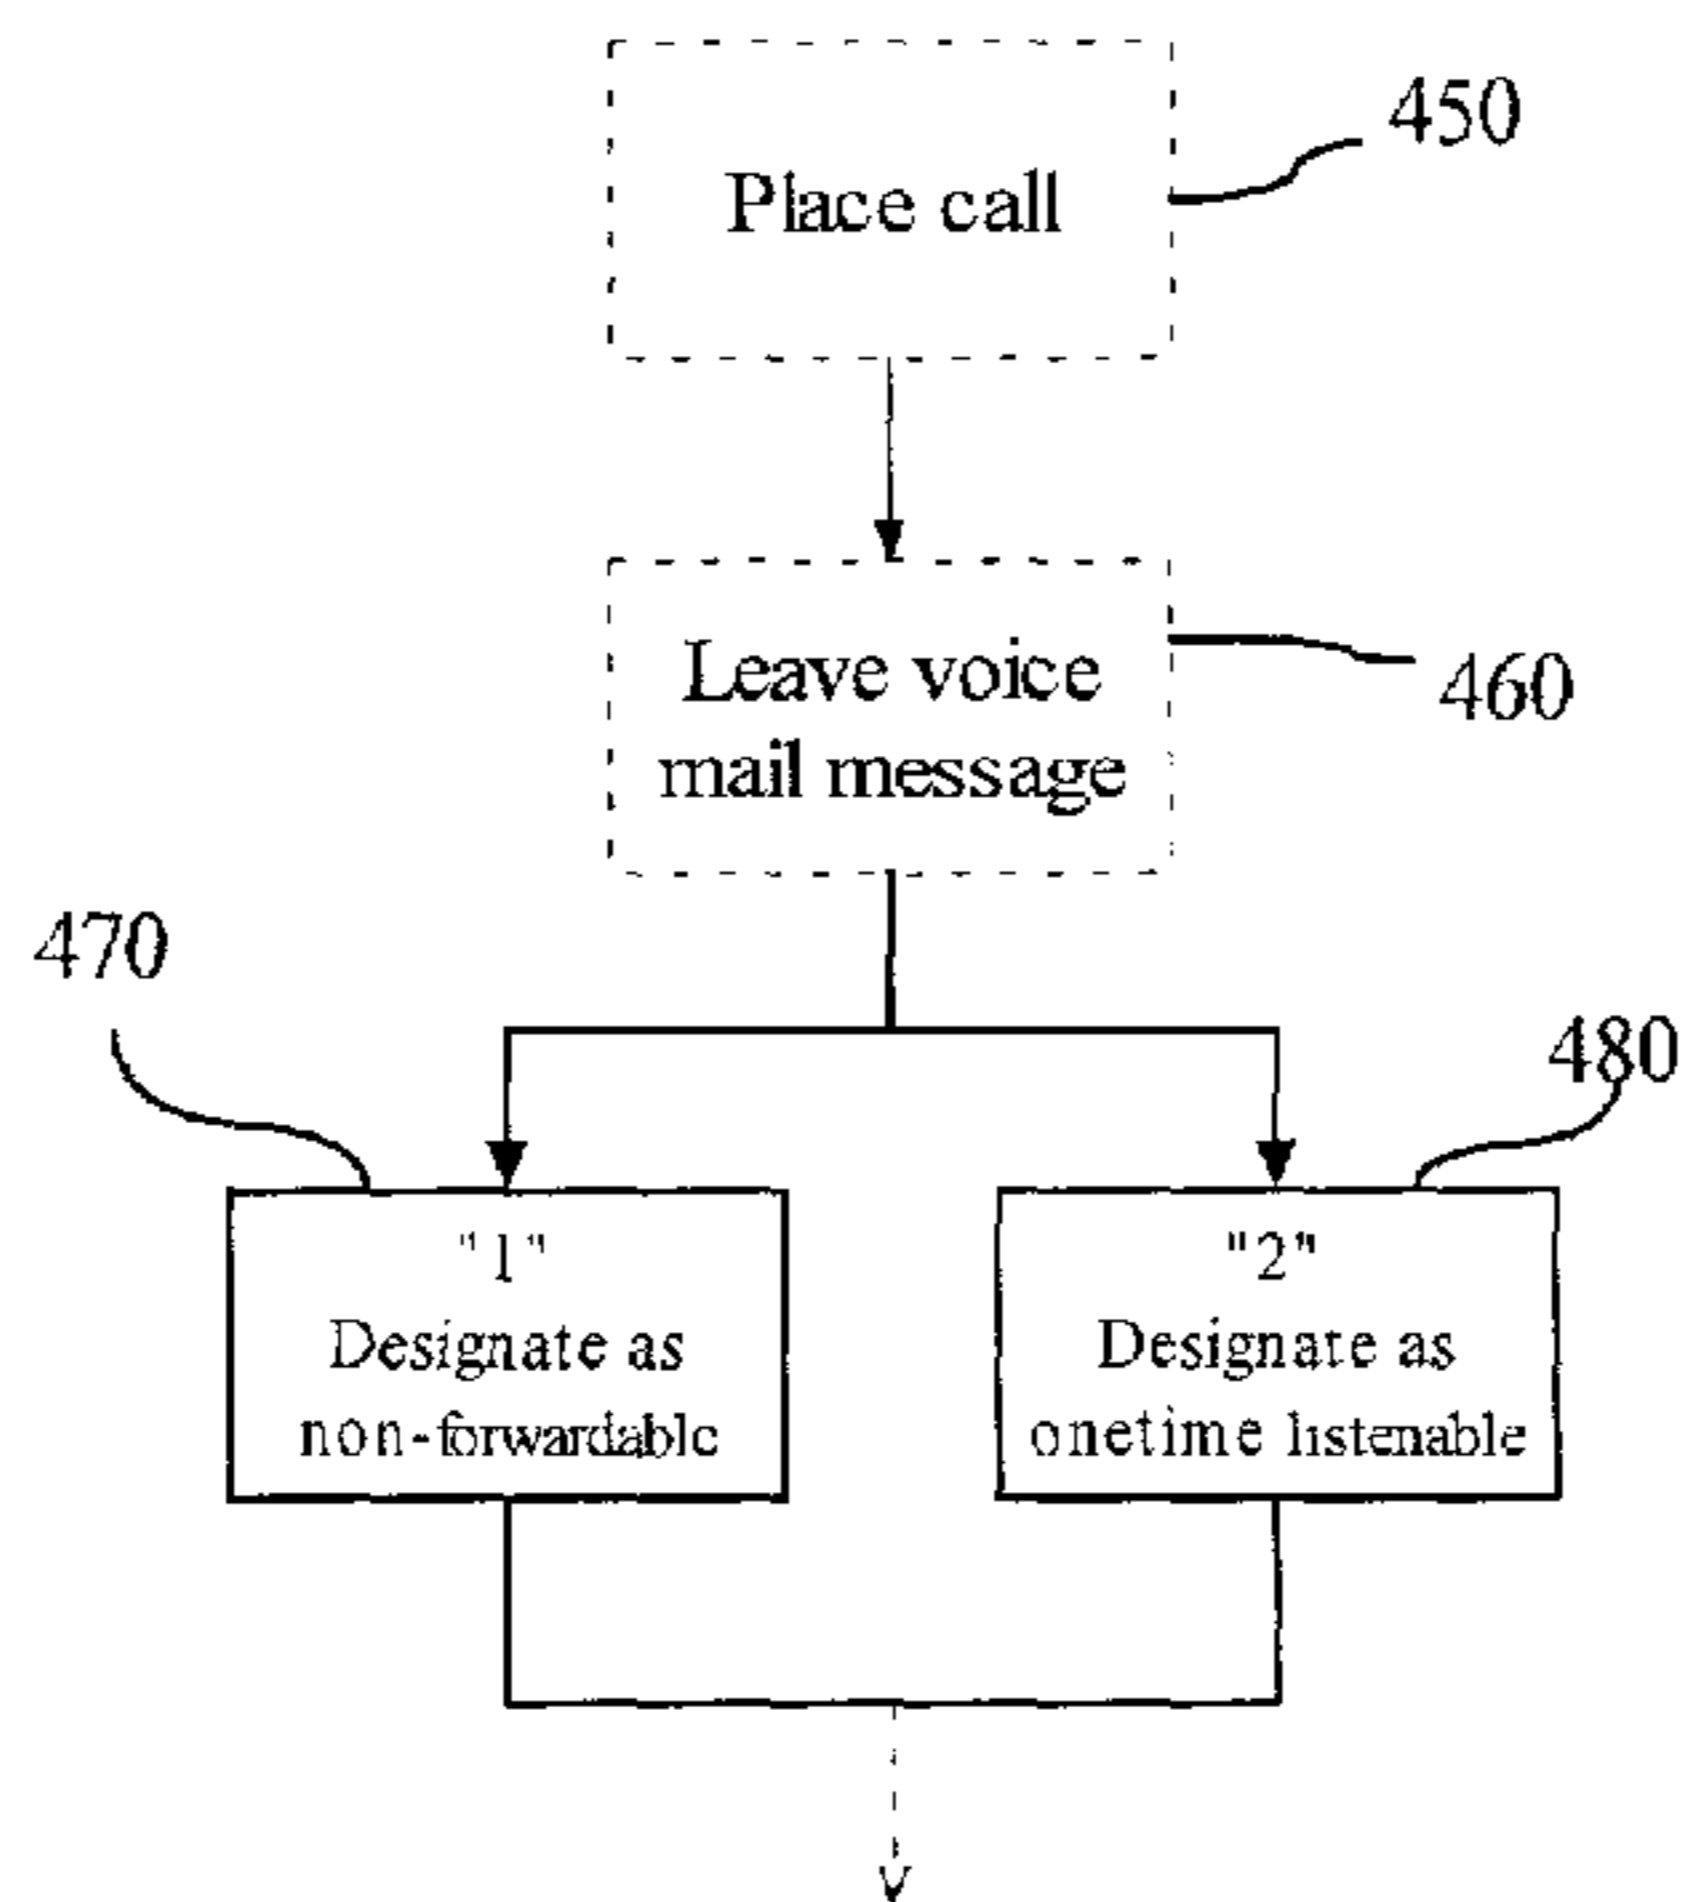 Place call
450
Leave voice
mail message
460
470
480
"1"
Designate as
non-forwardable
"2"
Designate as
onetime listenable